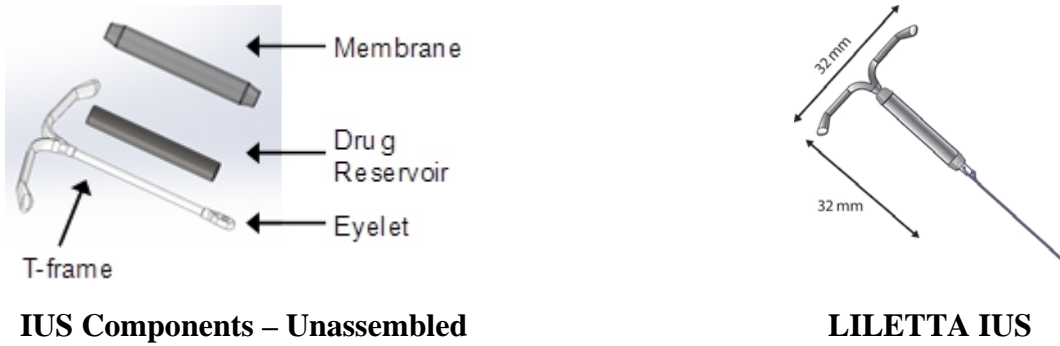 Membrane
Drug
Reservoir
Eyelet
T-frame
IUS Components – Unassembled
32 mm
32 mm
LILETTA IUS